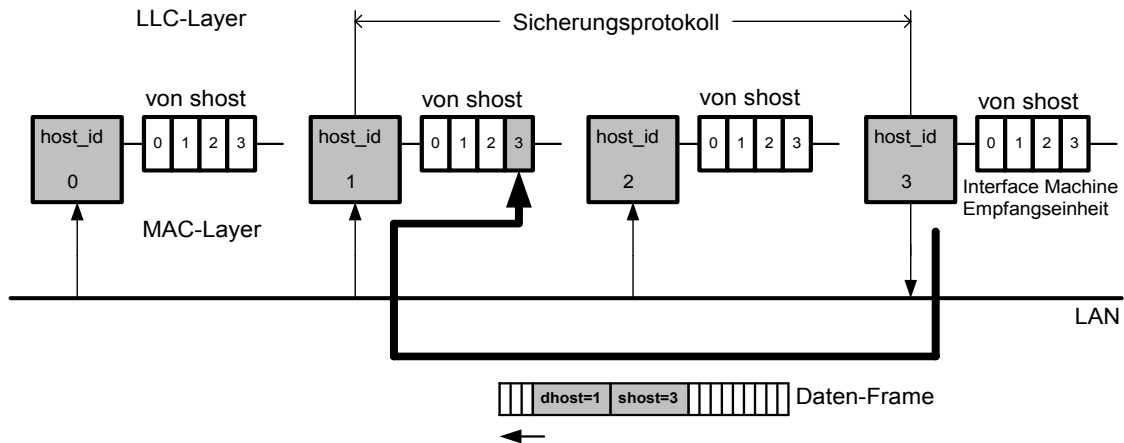 LLC-Layer
Sicherungsprotokoll
von shost
von shost
von shost
von shost
host_id
0
0 1 2 3
host_id
1
0 1 2 3
host_id
2
0 1 2 3
host_id
3
0 1 2 3
Interface Machine
Empfangseinheit
MAC-Layer
LAN
dhost=1 shost=3
Daten-Frame